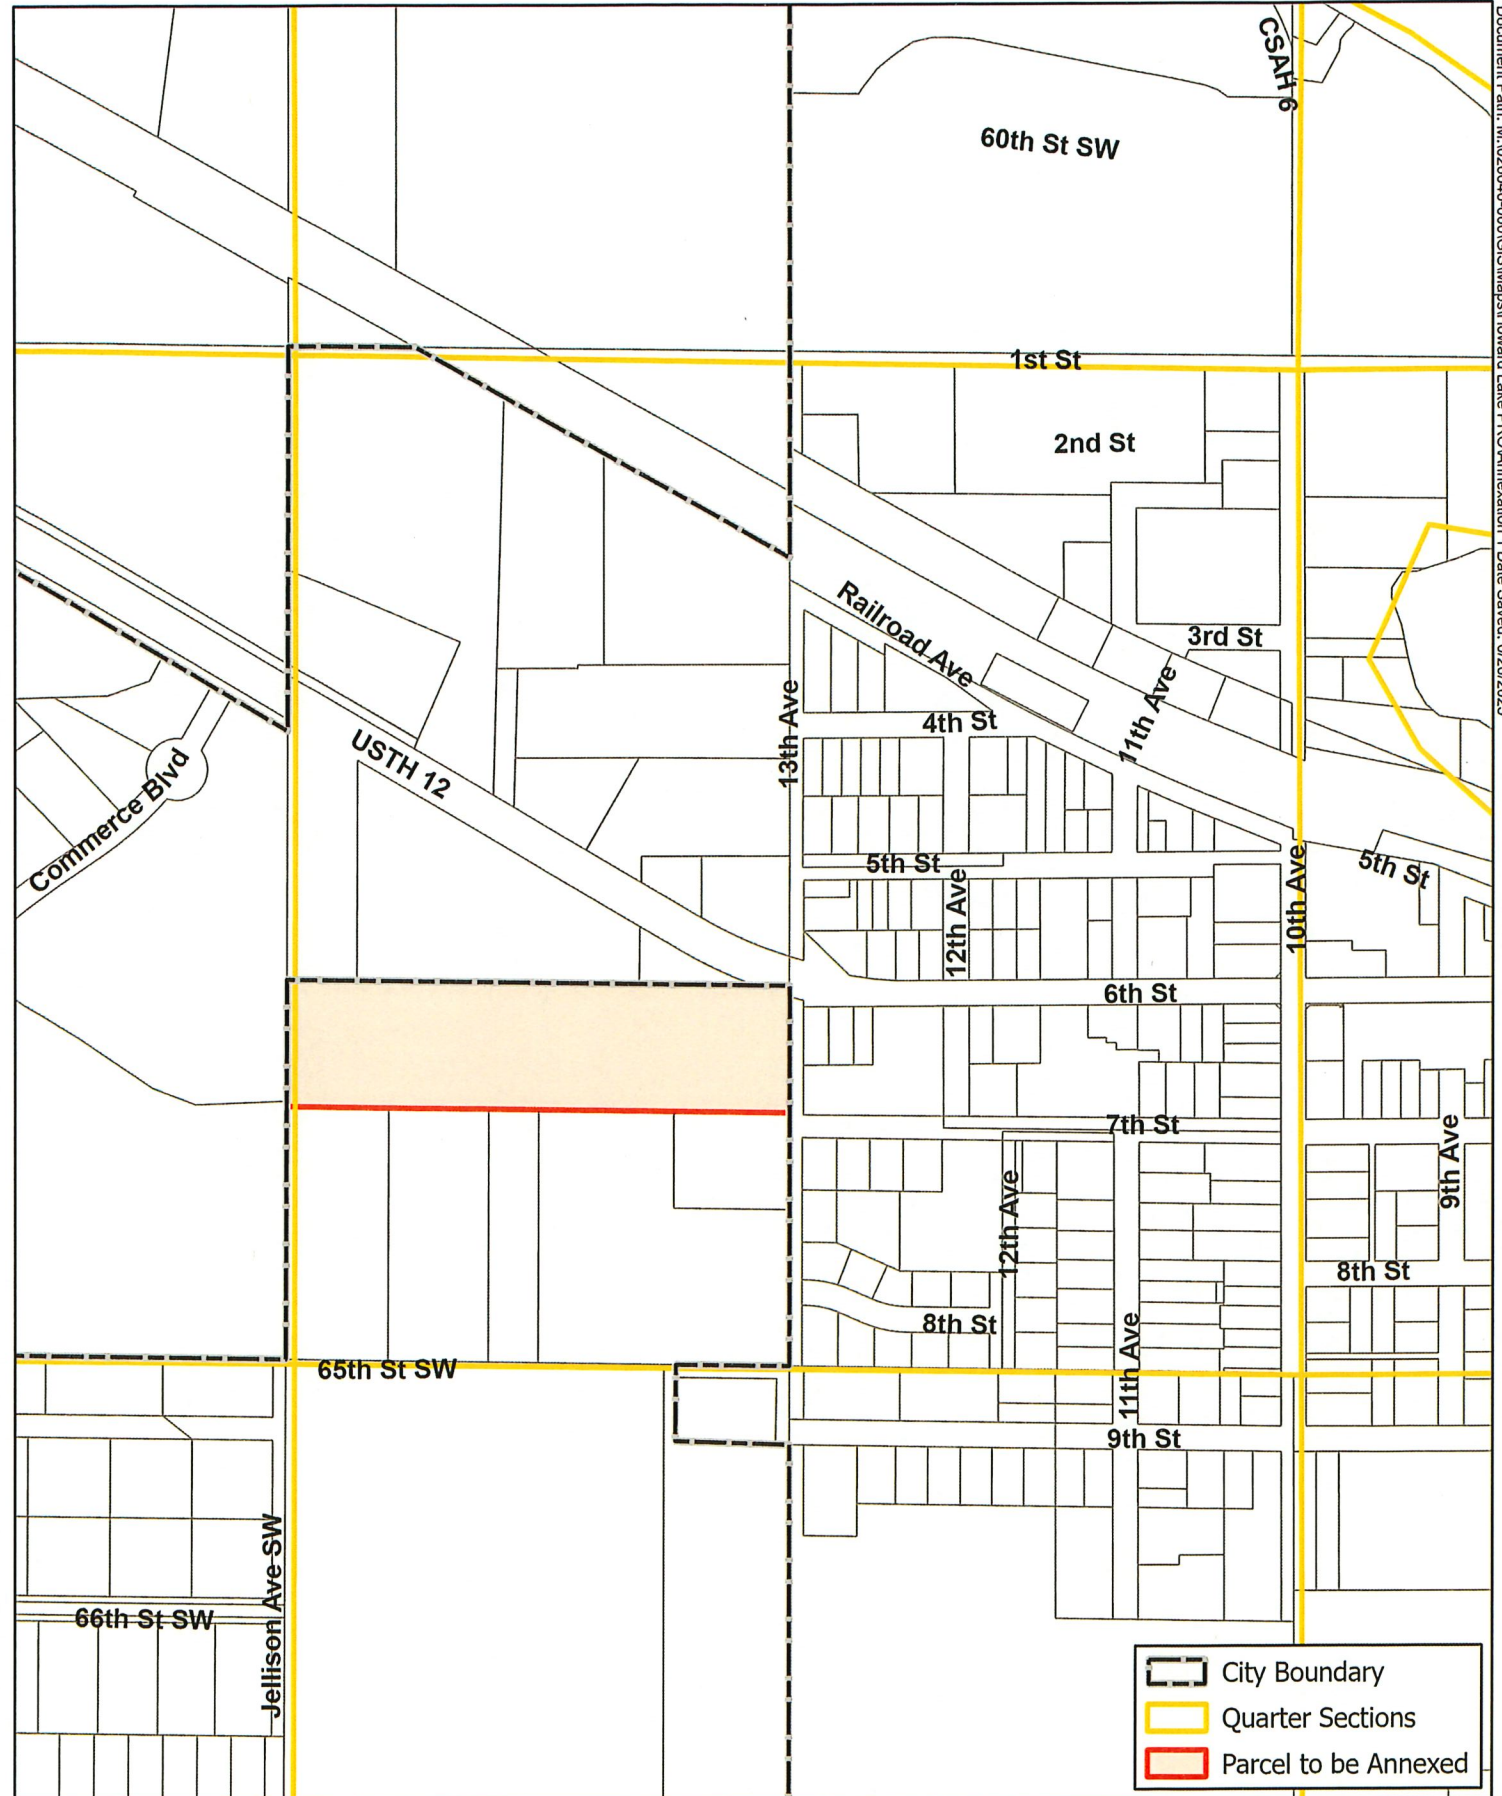 CSAH 6
60th St SW
1st St
2nd St
Railroad Ave
3rd St
11th Ave
13th Ave
4th St
USTH 12
Commerce Blvd
5th St
5th St
12th Ave
10th Ave
6th St
7th St
9th Ave
12th Ave
8th St
8th St
11th Ave
65th St SW
9th St
Jellison Ave SW
66th St SW
City Boundary
Quarter Sections
Parcel to be Annexed